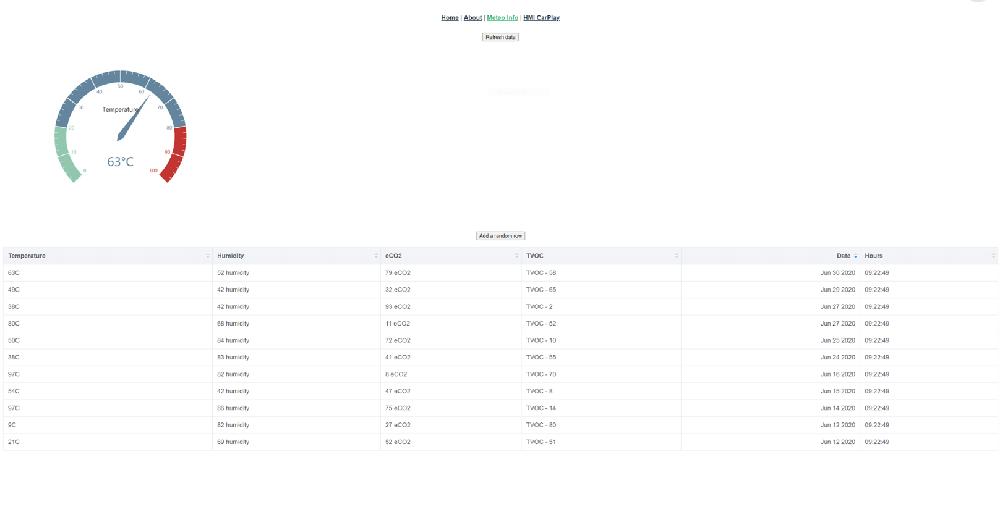 Home | About | Meteo Info | HMI CarPlay
Refresh data
50
40
60
30
70
Temperature
20
80
10
90
63°C
0
100
Add a random row
Temperature Humidity eCO2 TVOC Date Hours
63C 52 humidity 79 eCO2 TVOC - 58 Jun 30 2020 09:22:49
49C 42 humidity 32 eCO2 TVOC - 65 Jun 29 2020 09:22:49
38C 42 humidity 93 eCO2 TVOC - 2 Jun 27 2020 09:22:49
80C 68 humidity 11 eCO2 TVOC - 52 Jun 27 2020 09:22:49
50C 84 humidity 72 eCO2 TVOC - 10 Jun 25 2020 09:22:49
38C 83 humidity 41 eCO2 TVOC - 55 Jun 24 2020 09:22:49
97C 82 humidity 8 eCO2 TVOC - 70 Jun 16 2020 09:22:49
54C 42 humidity 47 eCO2 TVOC - 8 Jun 15 2020 09:22:49
97C 86 humidity 75 eCO2 TVOC - 14 Jun 14 2020 09:22:49
9C 82 humidity 27 eCO2 TVOC - 80 Jun 12 2020 09:22:49
21C 69 humidity 52 eCO2 TVOC - 51 Jun 12 2020 09:22:49